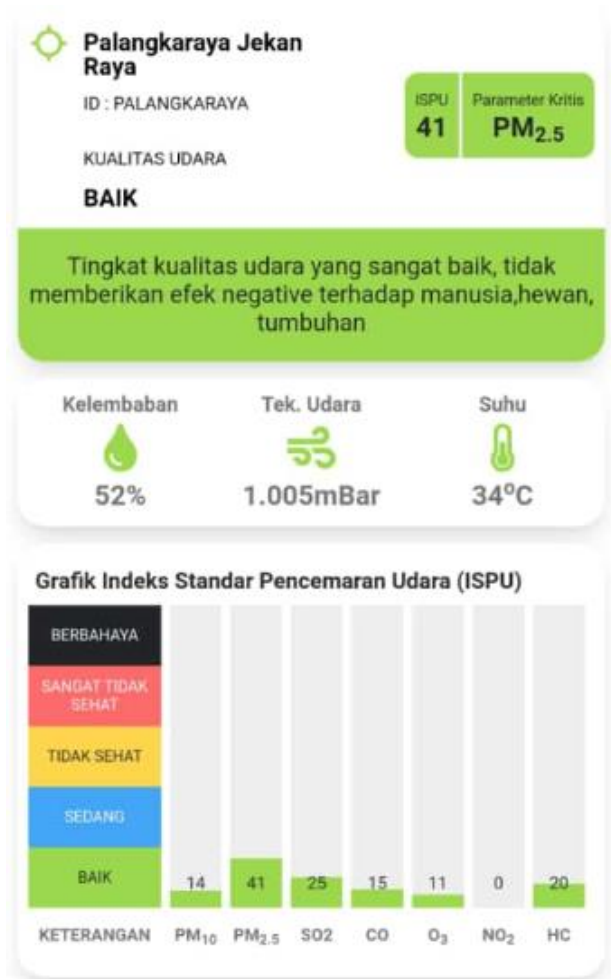 Palangkaraya Jekan
Raya
ID : PALANGKARAYA
KUALITAS UDARA
BAIK
ISPU
41
Parameter Kritis
PM2.5
Tingkat kualitas udara yang sangat baik, tidak
memberikan efek negative terhadap manusia,hewan,
tumbuhan
Kelembaban
Tek. Udara
Suhu
52%
1.005mBar
34°C
Grafik Indeks Standar Pencemaran Udara (ISPU)
BERBAHAYA
SANGAT TIDAK
SEHAT
TIDAK SEHAT
SEDANG
BAIK
14
41
25
15
11
0
20
KETERANGAN
PM10
PM2.5
SO2
CO
O3
NO2
HC